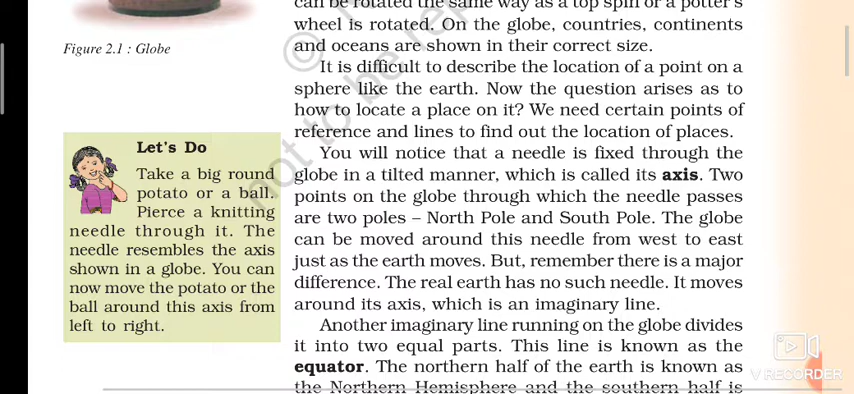 can be rotated the same way as a top spin or a potter's
wheel is rotated. On the globe, countries, continents
and oceans are shown in their correct size.
Figure 2.1 : Globe
It is difficult to describe the location of a point on a
sphere like the earth. Now the question arises as to
how to locate a place on it? We need certain points of
reference and lines to find out the location of places.
Let's Do
Take a big round
potato or a ball.
Pierce a knitting
needle through it. The
needle resembles the axis
shown in a globe. You can
now move the potato or the
ball around this axis from
left to right.
You will notice that a needle is fixed through the
globe in a tilted manner, which is called its axis. Two
points on the globe through which the needle passes
are two poles – North Pole and South Pole. The globe
can be moved around this needle from west to east
just as the earth moves. But, remember there is a major
difference. The real earth has no such needle. It moves
around its axis, which is an imaginary line.
Another imaginary line running on the globe divides
it into two equal parts. This line is known as the
equator. The northern half of the earth is known as
the Northern Hemisphere and the southern half is
© not to be rep
V RECORDER